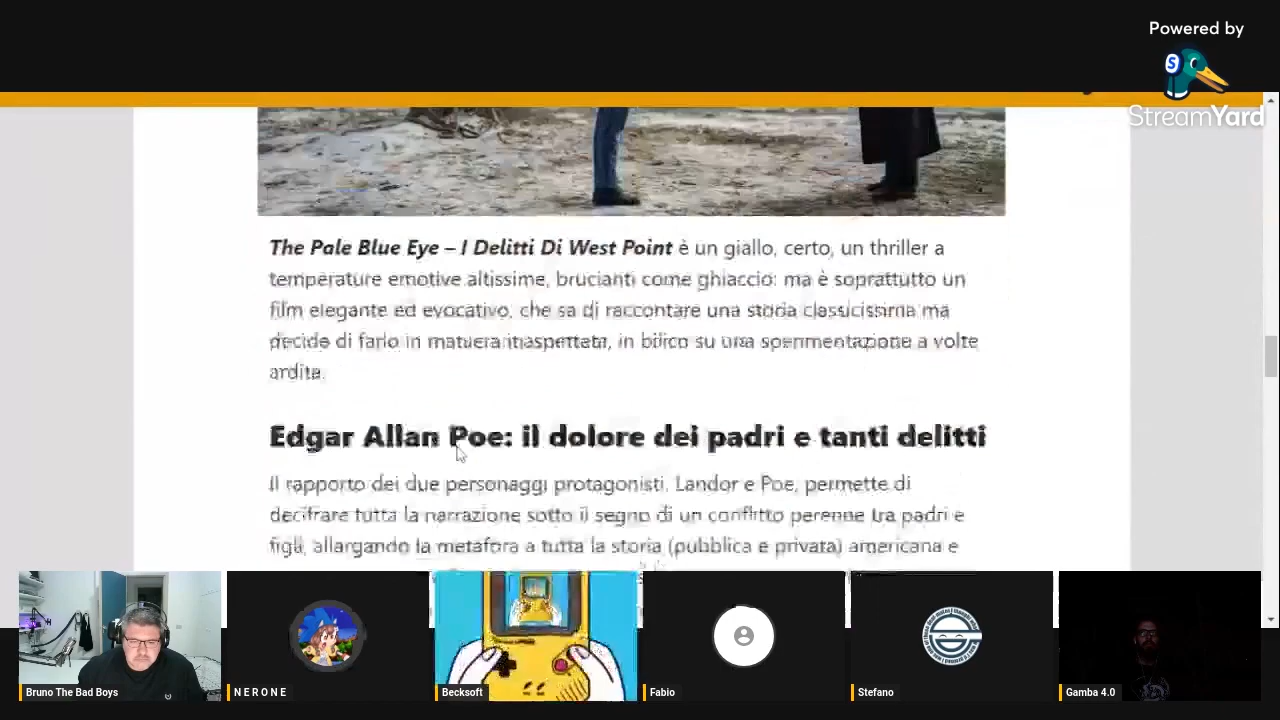 Powered by
StreamYard
The Pale Blue Eye – I Delitti Di West Point è un giallo, certo, un thriller a
temperature emotive altissime, brucianti come ghiaccio: ma è soprattutto un
film elegante ed evocativo, che sa di raccontare una storia classicissima ma
decide di farlo in maniera inaspettata, in bilico su una sperimentazione a volte
ardita.
Edgar Allan Poe: il dolore dei padri e tanti delitti
Il rapporto dei due personaggi protagonisti, Landor e Poe, permette di
decifrare tutta la narrazione sotto il segno di un conflitto perenne tra padri e
figli, allargando la metafora a tutta la storia (pubblica e privata) americana e
Bruno The Bad Boys
N E R O N E
Becksoft
Fabio
Stefano
Gamba 4.0